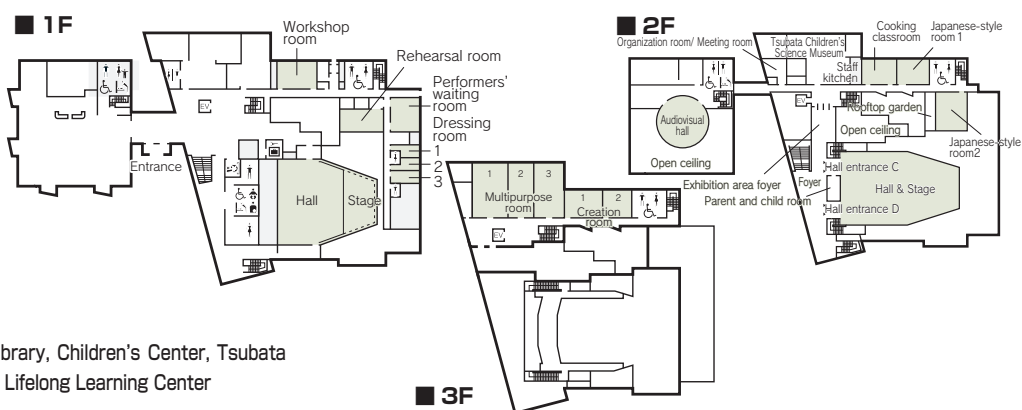 ■ 1F
Workshop
room
Rehearsal room
Performers'
waiting
room
Dressing
room
1
2
3
EV
Entrance
Hall
Stage
■ 2F
Organization room/ Meeting room
Tsubata Children's
Science Museum
Cooking
classroom
Japanese-style
room 1
Staff
kitchen
EV
Rooftop garden
Open ceiling
Audiovisual
hall
Open ceiling
Japanese-style
room2
Exhibition area foyer
Parent and child room
Hall entrance C
Foyer
Hall & Stage
Hall entrance D
1
2
3
Multipurpose
room
1
2
Creation
room
EV
■ 3F
brary, Children's Center, Tsubata
Lifelong Learning Center